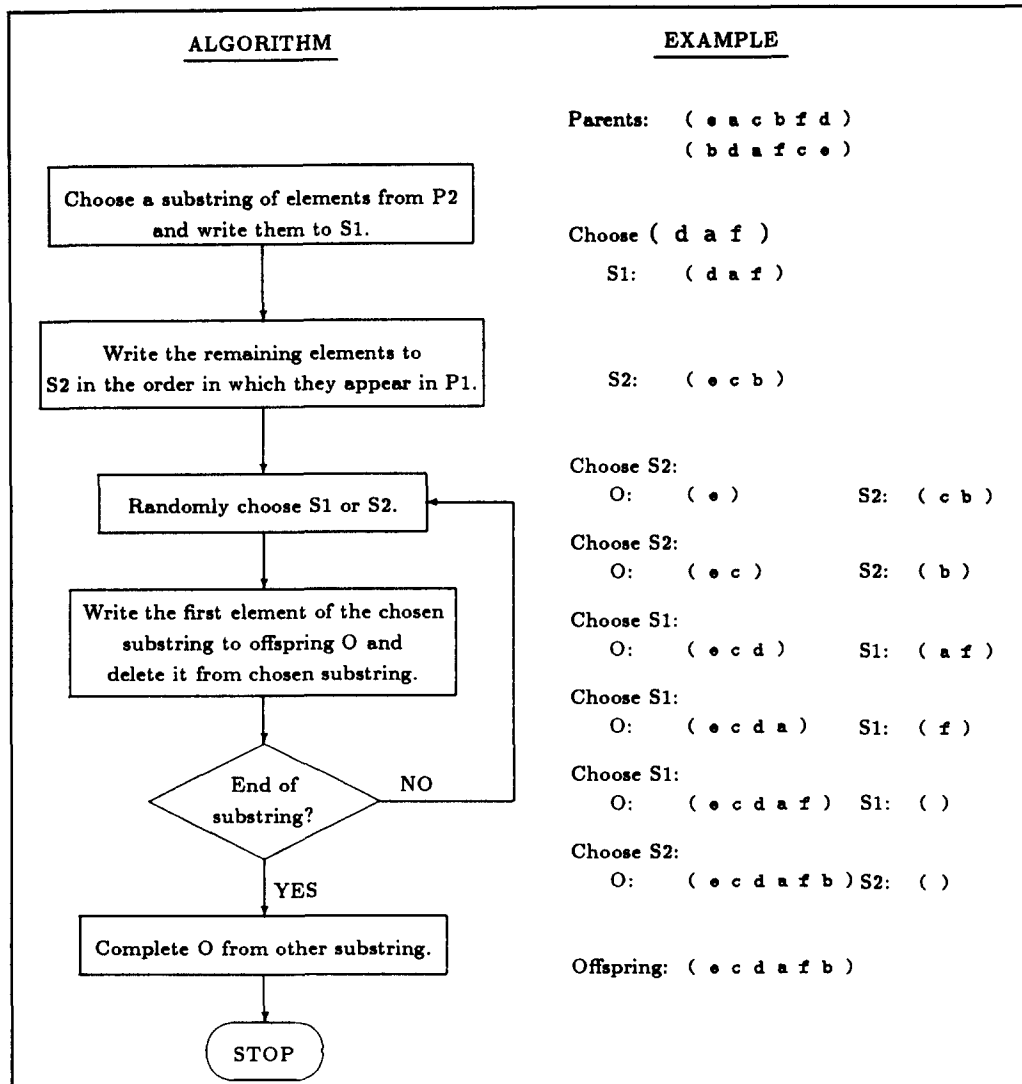 ALGORITHM
Choose a substring of elements from P2
and write them to S1.
Write the remaining elements to
S2 in the order in which they appear in P1.
Randomly choose S1 or S2.
Write the first element of the chosen
substring to offspring O and
delete it from chosen substring.
End of
substring?
NO
YES
Complete O from other substring.
STOP
EXAMPLE
Parents: ( e a c b f d )
( b d a f c e )
Choose ( d a f )
S1: ( d a f )
S2: ( e c b )
Choose S2:
O: ( e ) S2: ( c b )
Choose S2:
O: ( e c ) S2: ( b )
Choose S1:
O: ( e c d ) S1: ( a f )
Choose S1:
O: ( e c d a ) S1: ( f )
Choose S1:
O: ( e c d a f ) S1: ( )
Choose S2:
O: ( e c d a f b ) S2: ( )
Offspring: ( e c d a f b )